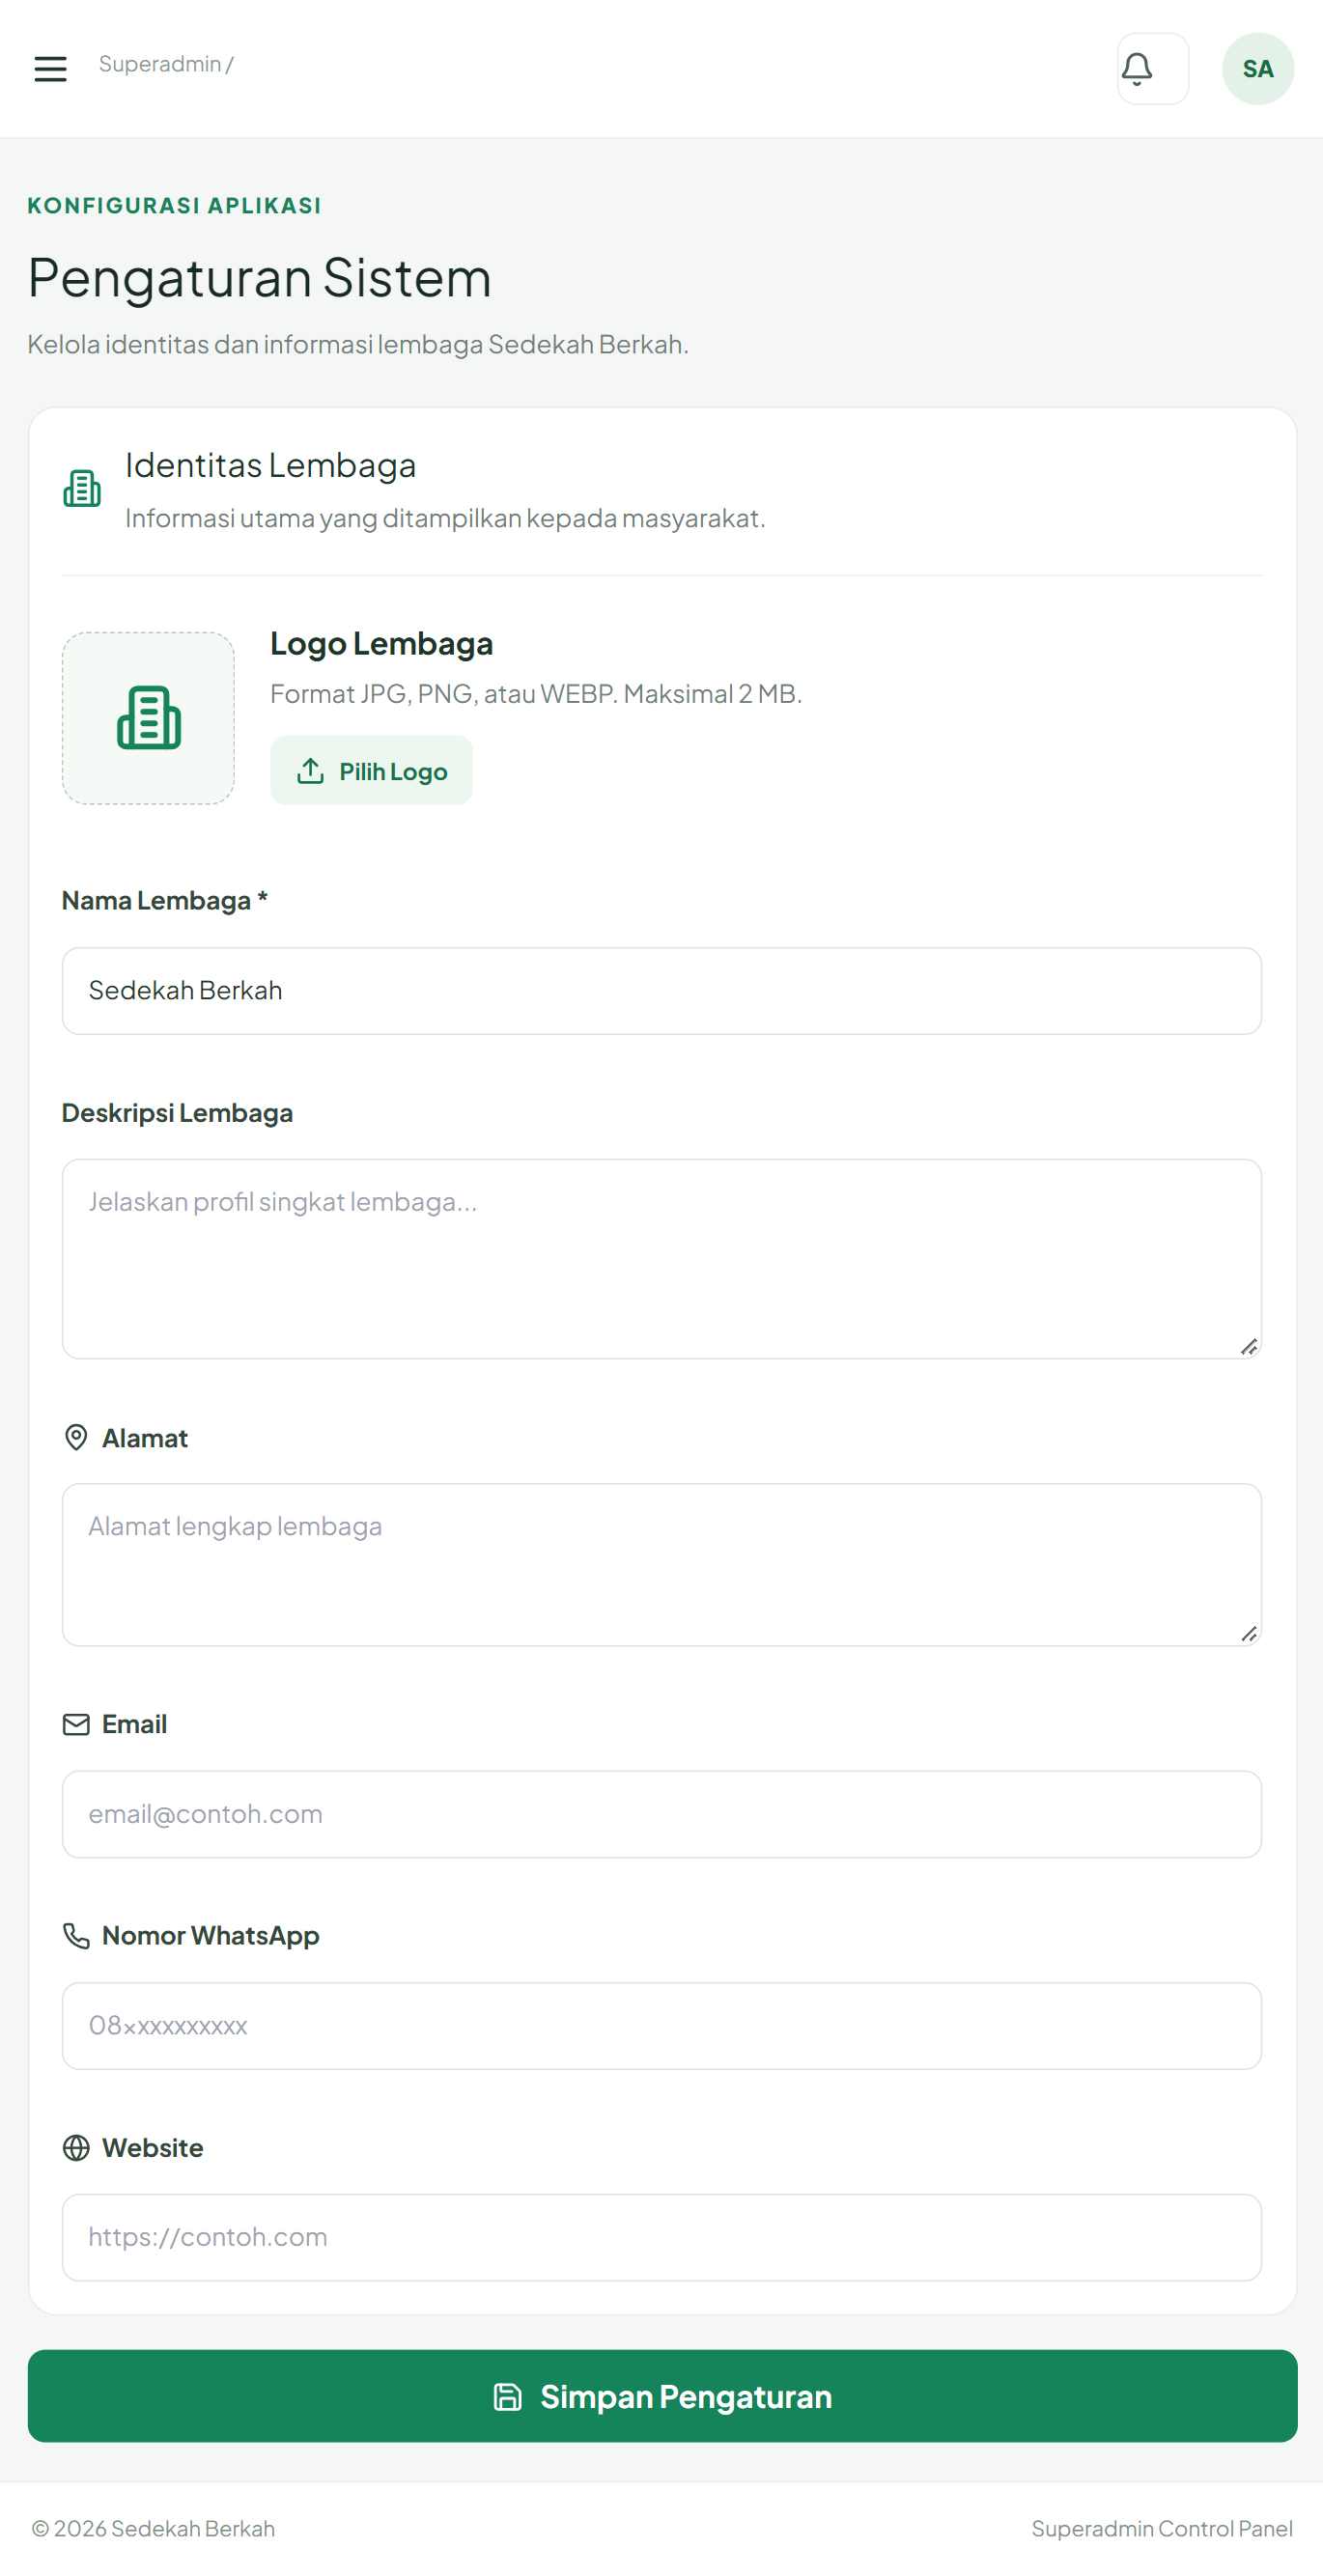 Superadmin /
SA
KONFIGURASI APLIKASI
Pengaturan Sistem
Kelola identitas dan informasi lembaga Sedekah Berkah.
Identitas Lembaga
Informasi utama yang ditampilkan kepada masyarakat.
Logo Lembaga
Format JPG, PNG, atau WEBP. Maksimal 2 MB.
Pilih Logo
Nama Lembaga *
Sedekah Berkah
Deskripsi Lembaga
Jelaskan profil singkat lembaga...
Alamat
Alamat lengkap lembaga
Email
email@contoh.com
Nomor WhatsApp
08xxxxxxxxxx
Website
https://contoh.com
Simpan Pengaturan
© 2026 Sedekah Berkah
Superadmin Control Panel